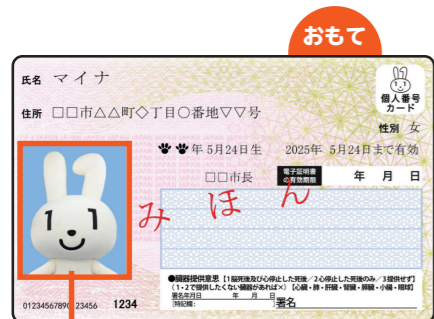 おもて
氏名 マイナ
個人番号
カード
住所 □□市△△町◇丁目○番地▽▽号
性別 女
年 5月24日生 2025年 5月24日まで有効
□□市長 電子証明書の有効期限 年 月 日
みほん
1 1
●臓器提供意思【1脳死後及び心停止した死後／2心停止した死後のみ／3提供せず】
《1・2で提供したくない臓器があれば×》【心臓・肺・肝臓・腎臓・膵臓・小腸・眼球】
署名年月日 年 月 日
［特記欄： ］署名
01234567890 23456 1234